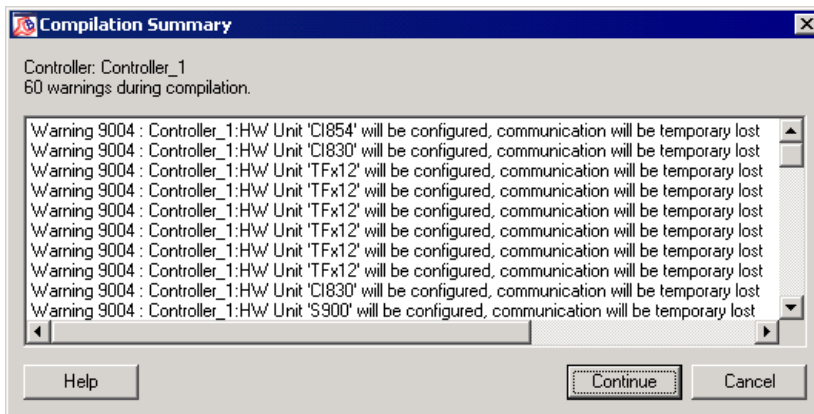 Compilation Summary
Controller: Controller_1
60 warnings during compilation.
Warning 9004 : Controller_1:HW Unit 'CI854' will be configured, communication will be temporary lost
Warning 9004 : Controller_1:HW Unit 'CI830' will be configured, communication will be temporary lost
Warning 9004 : Controller_1:HW Unit 'TFx12' will be configured, communication will be temporary lost
Warning 9004 : Controller_1:HW Unit 'TFx12' will be configured, communication will be temporary lost
Warning 9004 : Controller_1:HW Unit 'TFx12' will be configured, communication will be temporary lost
Warning 9004 : Controller_1:HW Unit 'TFx12' will be configured, communication will be temporary lost
Warning 9004 : Controller_1:HW Unit 'TFx12' will be configured, communication will be temporary lost
Warning 9004 : Controller_1:HW Unit 'TFx12' will be configured, communication will be temporary lost
Warning 9004 : Controller_1:HW Unit 'CI830' will be configured, communication will be temporary lost
Warning 9004 : Controller_1:HW Unit 'S900' will be configured, communication will be temporary lost
Help Continue Cancel